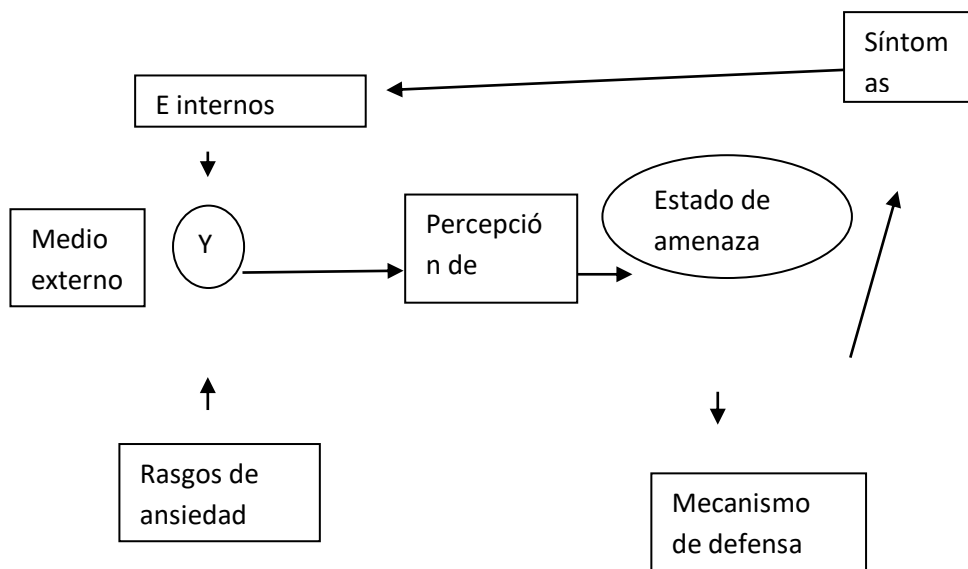 Síntom
as
E internos
Medio
externo
Y
Percepció
n de
Estado de
amenaza
Rasgos de
ansiedad
Mecanismo
de defensa